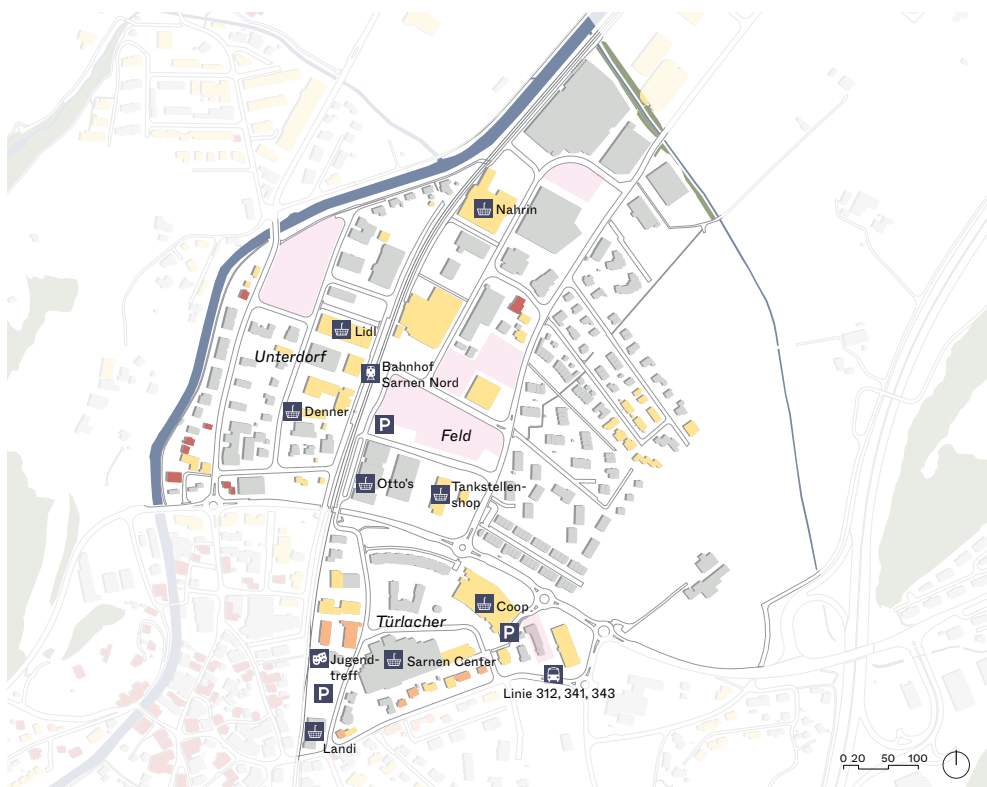 Nahrin
Lidl
Unterdorf
Bahnhof
Sarnen Nord
Denner
P
Feld
Otto's
Tankstellen-
shop
Coop
Türlacher
P
Jugend-
treff
Sarnen Center
P
Linie 312, 341, 343
Landi
0 20 50 100